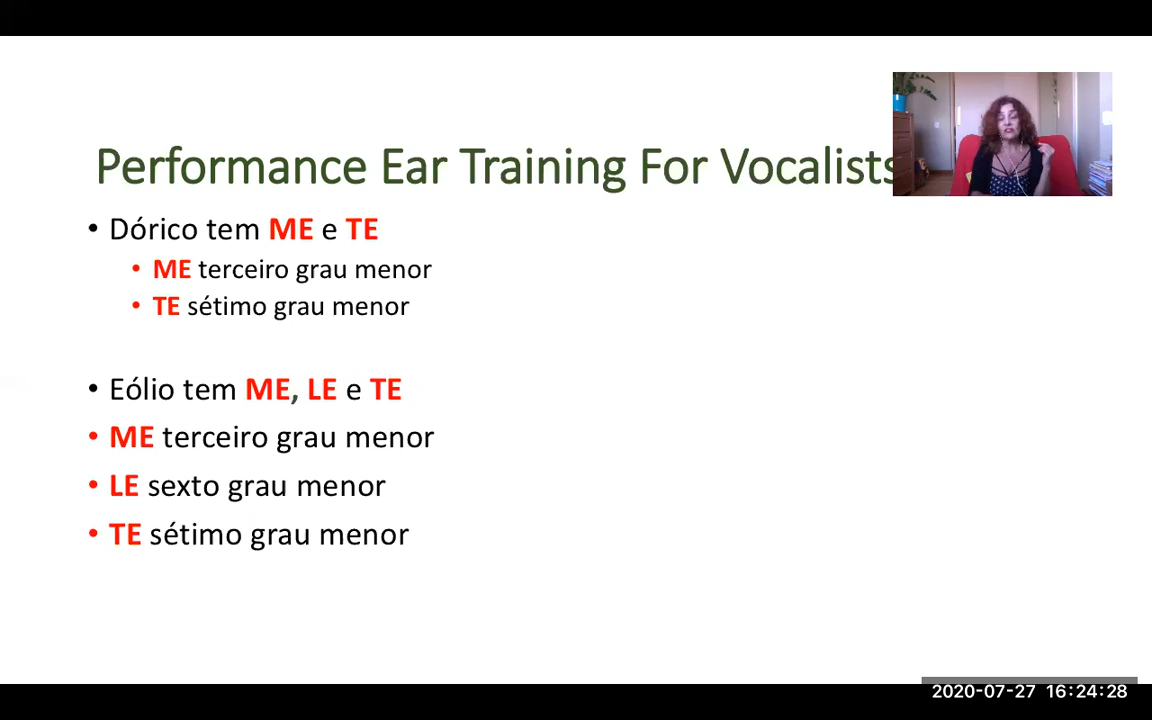 Performance Ear Training For Vocalists
• Dórico tem ME e TE
• ME terceiro grau menor
• TE sétimo grau menor
• Eólio tem ME, LE e TE
• ME terceiro grau menor
• LE sexto grau menor
• TE sétimo grau menor
2020-07-27 16:24:28